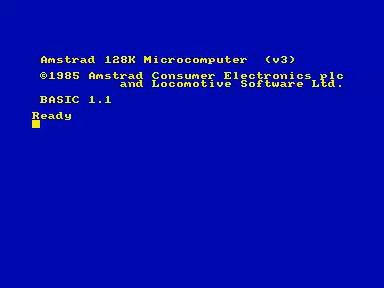 Amstrad 128K Microcomputer  (v3)
©1985 Amstrad Consumer Electronics plc
and Locomotive Software Ltd.
BASIC 1.1
Ready